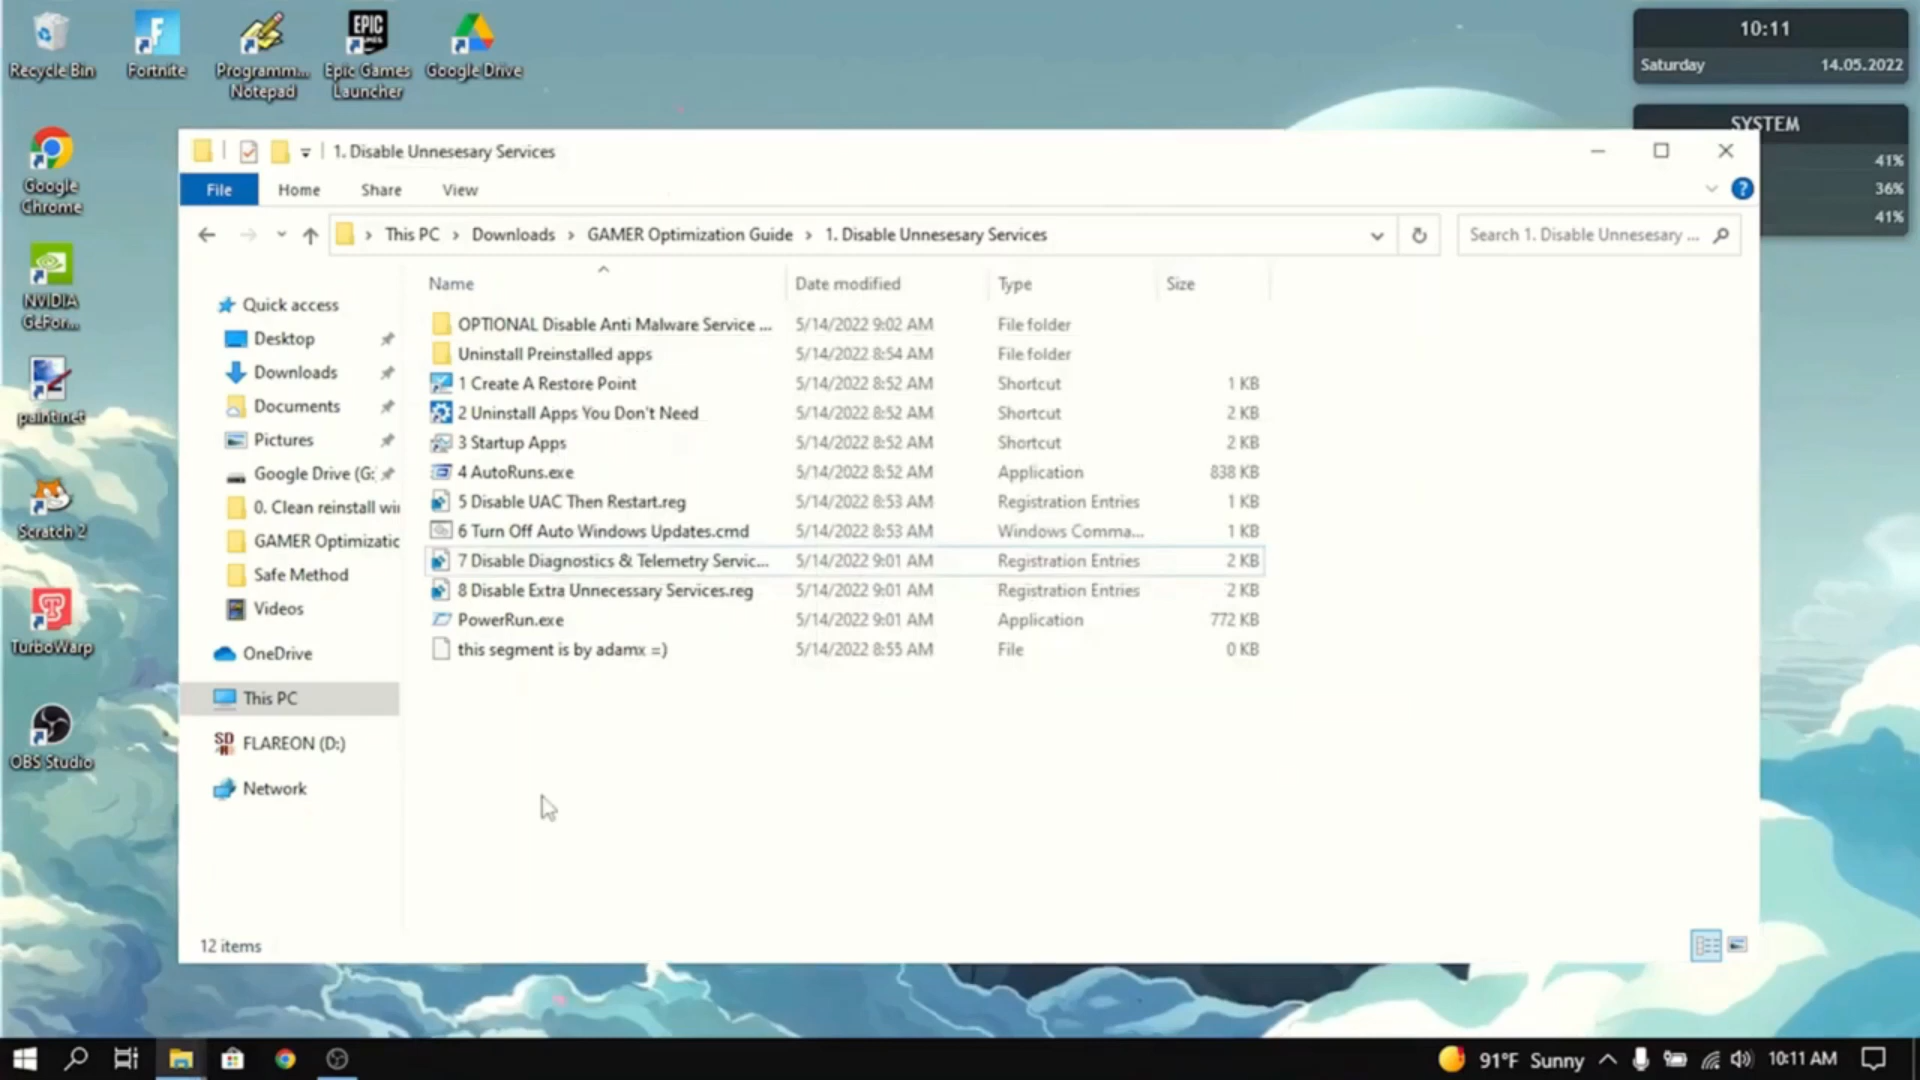 Recycle Bin
Fortnite
Programm...
Notepad
EPIC
GAMES
Epic Games
Launcher
Google Drive
10:11
Saturday 14.05.2022
SYSTEM
41%
36%
41%
Google
Chrome
NVIDIA
GeFor...
paint.net
Scratch 2
TurboWarp
OBS Studio
1. Disable Unnesesary Services
File Home Share View
This PC > Downloads > GAMER Optimization Guide > 1. Disable Unnesesary Services
Search 1. Disable Unnesesary ...
Name Date modified Type Size
Quick access
Desktop
Downloads
Documents
Pictures
Google Drive (G:
0. Clean reinstall wi
GAMER Optimizatic
Safe Method
Videos
OneDrive
This PC
FLAREON (D:)
Network
OPTIONAL Disable Anti Malware Service ... 5/14/2022 9:02 AM File folder
Uninstall Preinstalled apps 5/14/2022 8:54 AM File folder
1 Create A Restore Point 5/14/2022 8:52 AM Shortcut 1 KB
2 Uninstall Apps You Don't Need 5/14/2022 8:52 AM Shortcut 2 KB
3 Startup Apps 5/14/2022 8:52 AM Shortcut 2 KB
4 AutoRuns.exe 5/14/2022 8:52 AM Application 838 KB
5 Disable UAC Then Restart.reg 5/14/2022 8:53 AM Registration Entries 1 KB
6 Turn Off Auto Windows Updates.cmd 5/14/2022 8:53 AM Windows Comma... 1 KB
7 Disable Diagnostics & Telemetry Servic... 5/14/2022 9:01 AM Registration Entries 2 KB
8 Disable Extra Unnecessary Services.reg 5/14/2022 9:01 AM Registration Entries 2 KB
PowerRun.exe 5/14/2022 9:01 AM Application 772 KB
this segment is by adamx =) 5/14/2022 8:55 AM File 0 KB
12 items
91°F Sunny 10:11 AM